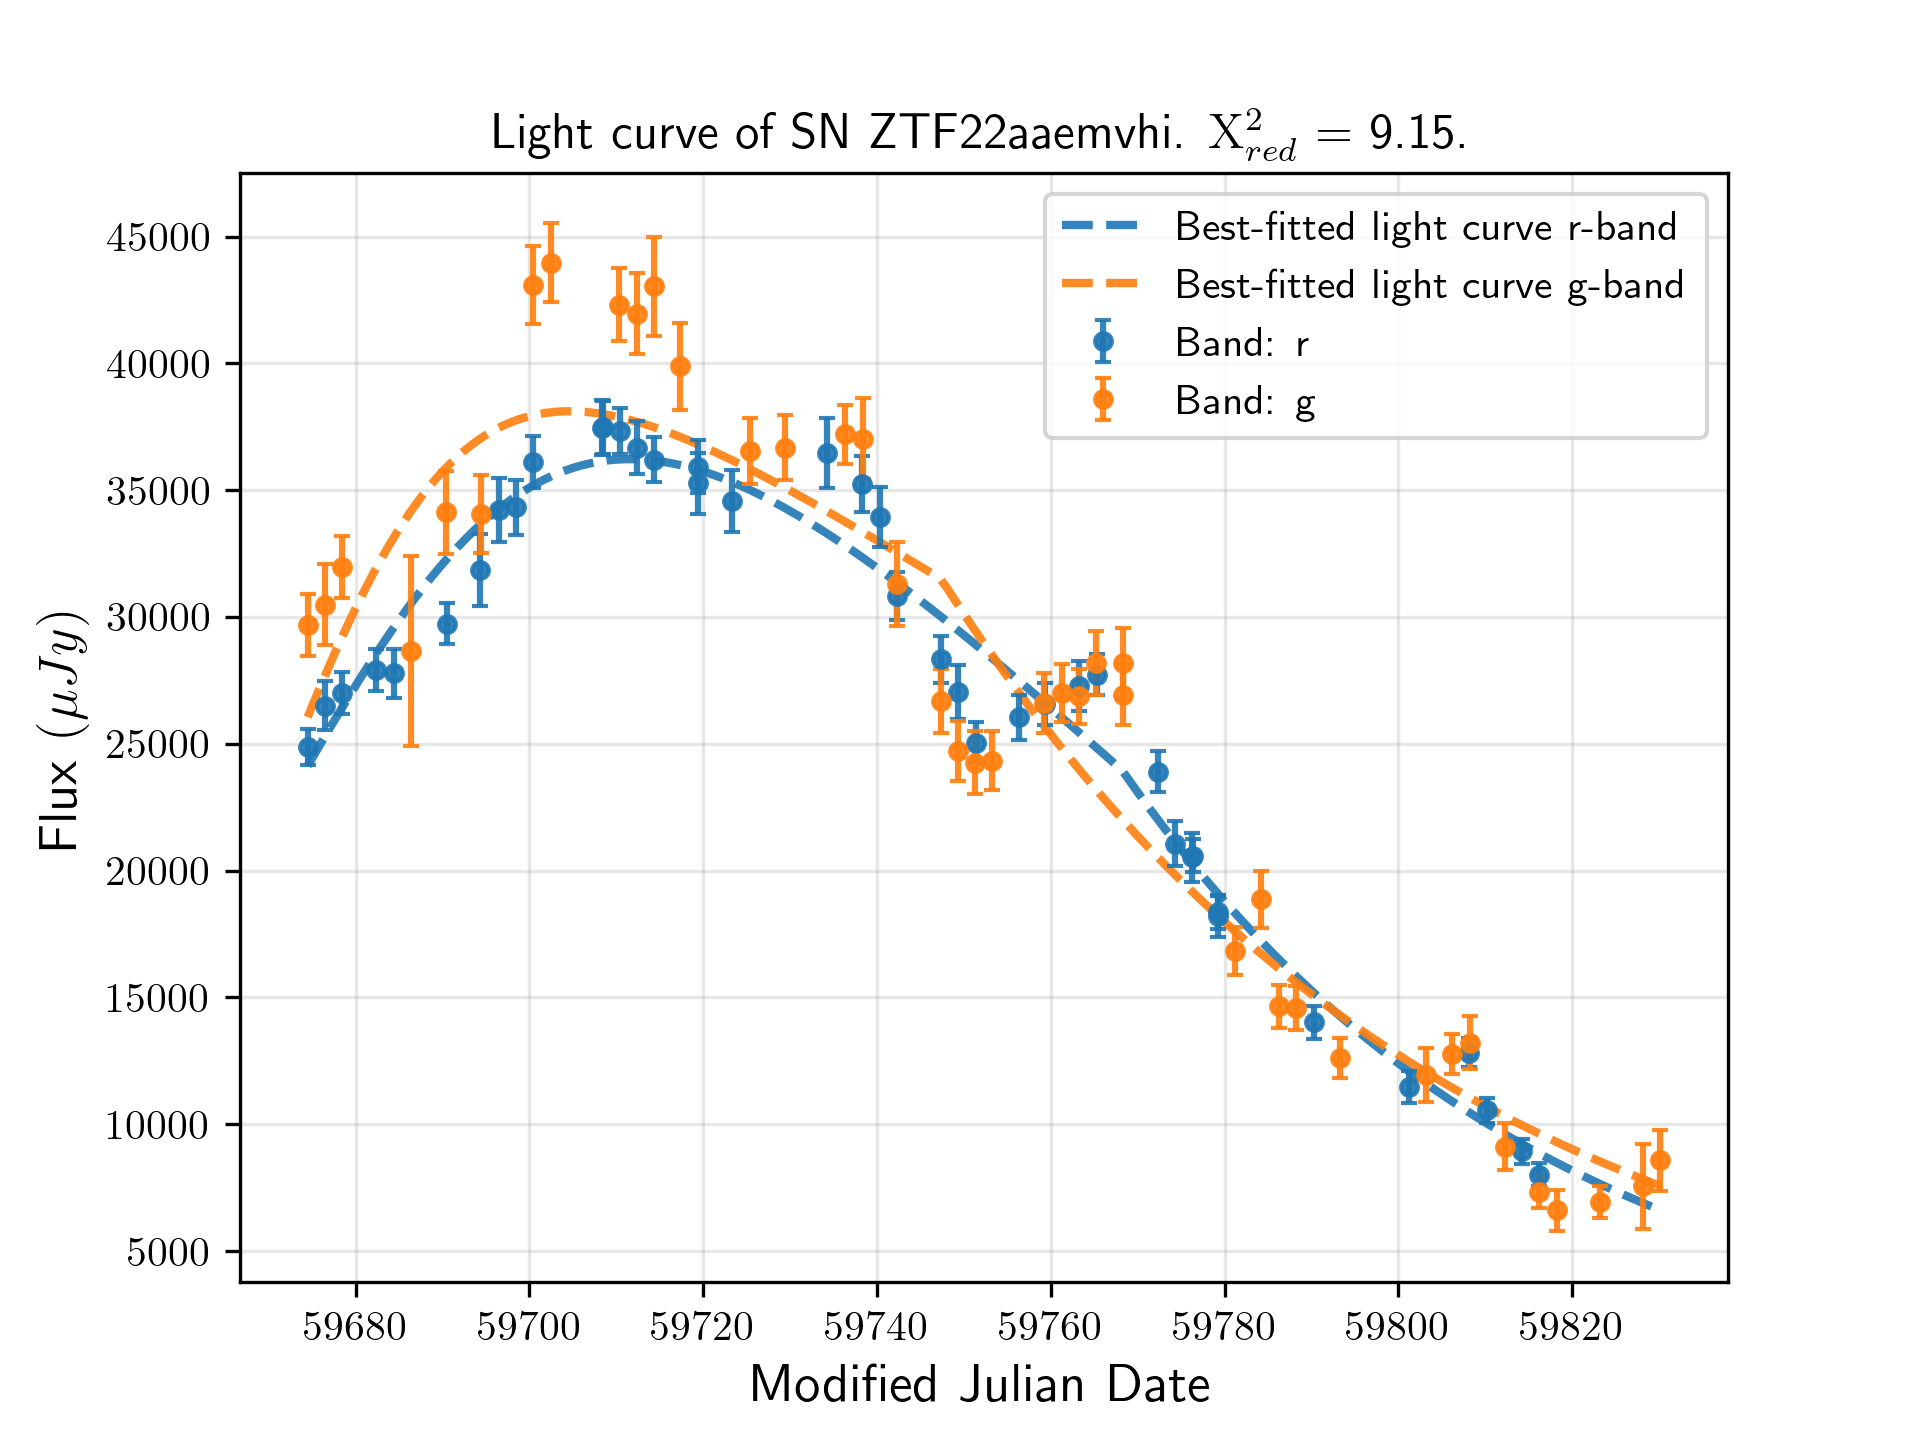 Light curve of SN ZTF22aaemvhi. X²_red = 9.15.
Best-fitted light curve r-band
Best-fitted light curve g-band
Band: r
Band: g
Flux (μJy)
45000
40000
35000
30000
25000
20000
15000
10000
5000
59680 59700 59720 59740 59760 59780 59800 59820
Modified Julian Date